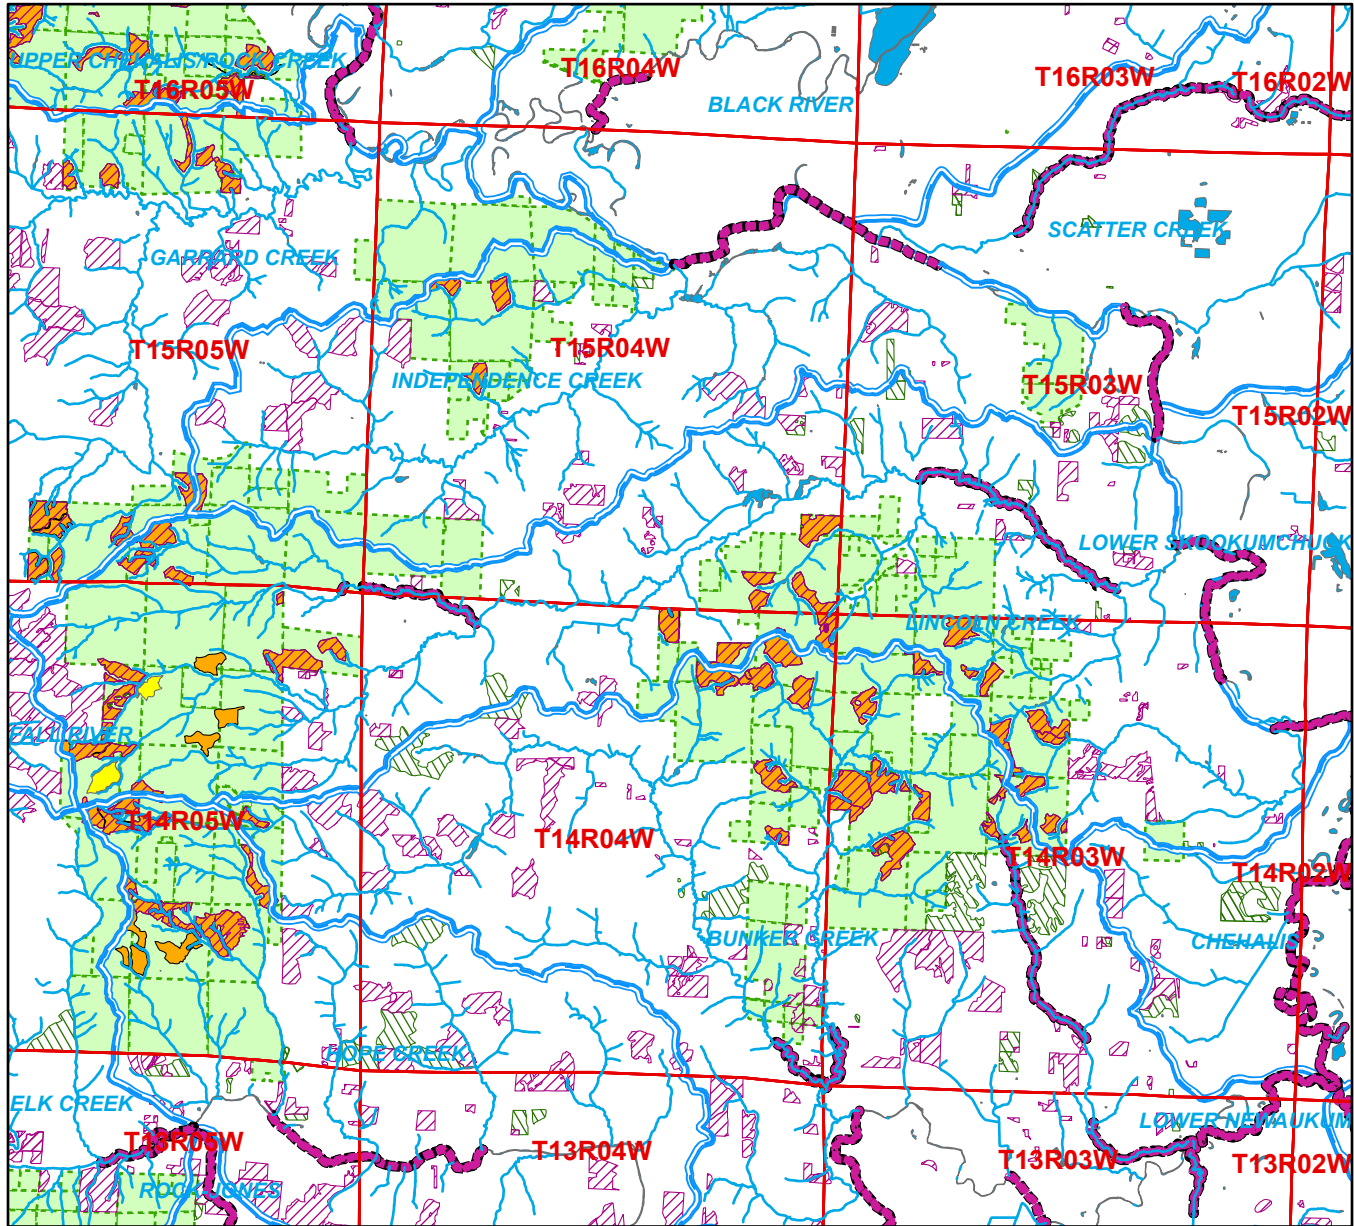 UPPER CHEHALIS/ROCK CREEK
T16R04W
T16R03W
T16R02W
T16R05W
BLACK RIVER
SCATTER CREEK
GARRARD CREEK
T15R05W
T15R04W
INDEPENDENCE CREEK
T15R03W
T15R02W
LOWER SKOOKUMCHUCK
LINCOLN CREEK
FALL RIVER
T14R05W
T14R04W
T14R03W
T14R02W
BUNKER CREEK
CHEHALIS
HOPE CREEK
ELK CREEK
LOWER NEWAUKUM
T13R05W
T13R04W
T13R03W
T13R02W
ROCK JONES